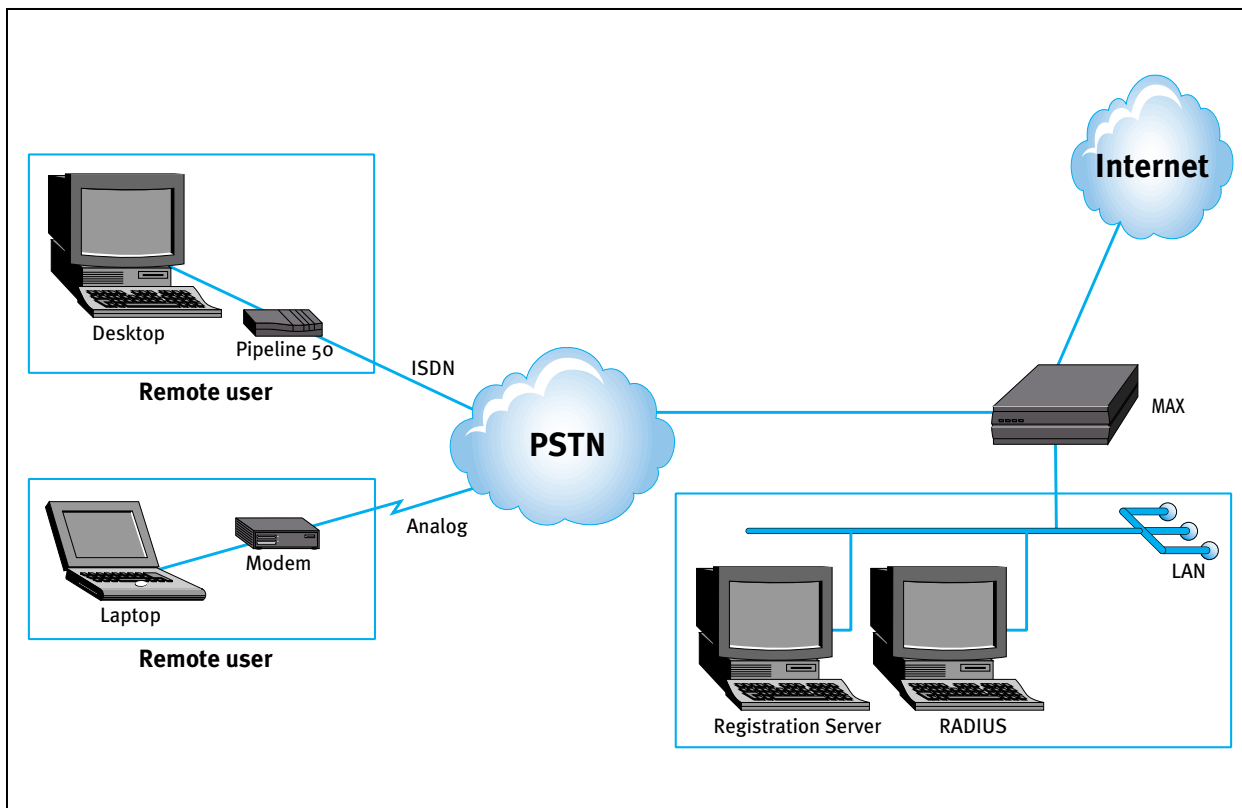 Internet
Desktop
Pipeline 50
ISDN
Remote user
MAX
PSTN
Analog
Modem
Laptop
LAN
Remote user
Registration Server
RADIUS